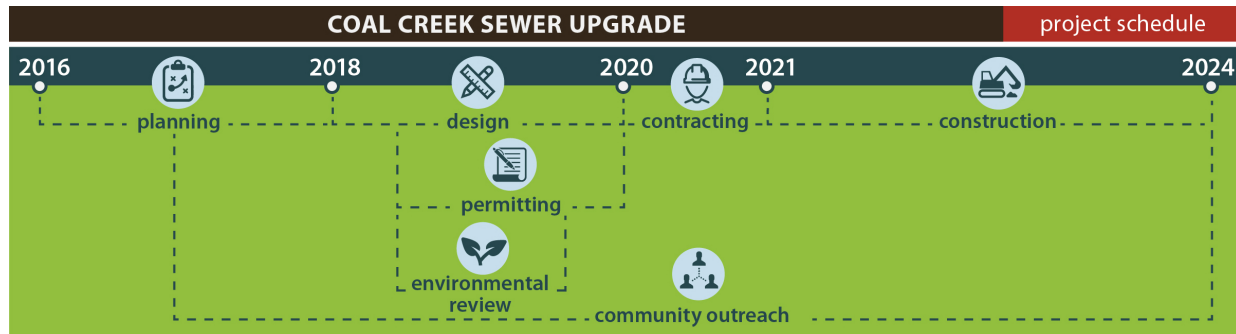 COAL CREEK SEWER UPGRADE
project schedule
2016
2018
2020
2021
2024
planning
design
contracting
construction
permitting
environmental
review
community outreach